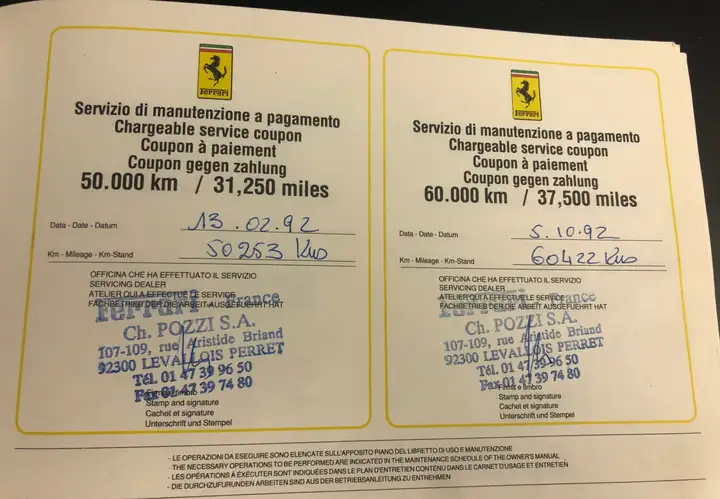 Ferrari
Servizio di manutenzione a pagamento
Chargeable service coupon
Coupon à paiement
Coupon gegen zahlung
50.000 km / 31,250 miles
Data - Date - Datum 13.02.92
Km - Mileage - Km-Stand 50253 Kms
OFFICINA CHE HA EFFETTUATO IL SERVIZIO
SERVICING DEALER
ATELIER QUI A EFFECTUE LE SERVICE
FACHBETRIEB DER DIE ARBEIT AUSGEFUEHRT HAT
Ferrari France
Ch. POZZI S.A.
107-109, rue Aristide Briand
92300 LEVALLOIS PERRET
Tél. 01 47 39 96 50
Fax 01 47 39 74 80
Stamp and signature
Cachet et signature
Unterschrift und Stempel
Ferrari
Servizio di manutenzione a pagamento
Chargeable service coupon
Coupon à paiement
Coupon gegen zahlung
60.000 km / 37,500 miles
Data - Date - Datum 5.10.92
Km - Mileage - Km-Stand 60422 Kms
OFFICINA CHE HA EFFETTUATO IL SERVIZIO
SERVICING DEALER
ATELIER QUI A EFFECTUE LE SERVICE
FACHBETRIEB DER DIE ARBEIT AUSGEFUEHRT HAT
Ferrari France
Ch. POZZI S.A.
107-109, rue Aristide Briand
92300 LEVALLOIS PERRET
Tél. 01 47 39 96 50
Fax 01 47 39 74 80
Stamp and signature
Cachet et signature
Unterschrift und Stempel
- LE OPERAZIONI DA ESEGUIRE SONO ELENCATE SULL'APPOSITO PIANO DEL LIBRETTO DI USO E MANUTENZIONE
- THE NECESSARY OPERATIONS TO BE PERFORMED ARE INDICATED IN THE MAINTENANCE SCHEDULE OF THE OWNER'S MANUAL
- LES OPÉRATIONS À EXÉCUTER SONT INDIQUÉES DANS LE PLAN D'ENTRETIEN CONTENU DANS LE CARNET D'USAGE ET ENTRETIEN
- DIE DURCHZUFURUNDEN ARBEITEN SIND AUS DER BETRIEBSANLEITUNG ZU ENTNEHMEN